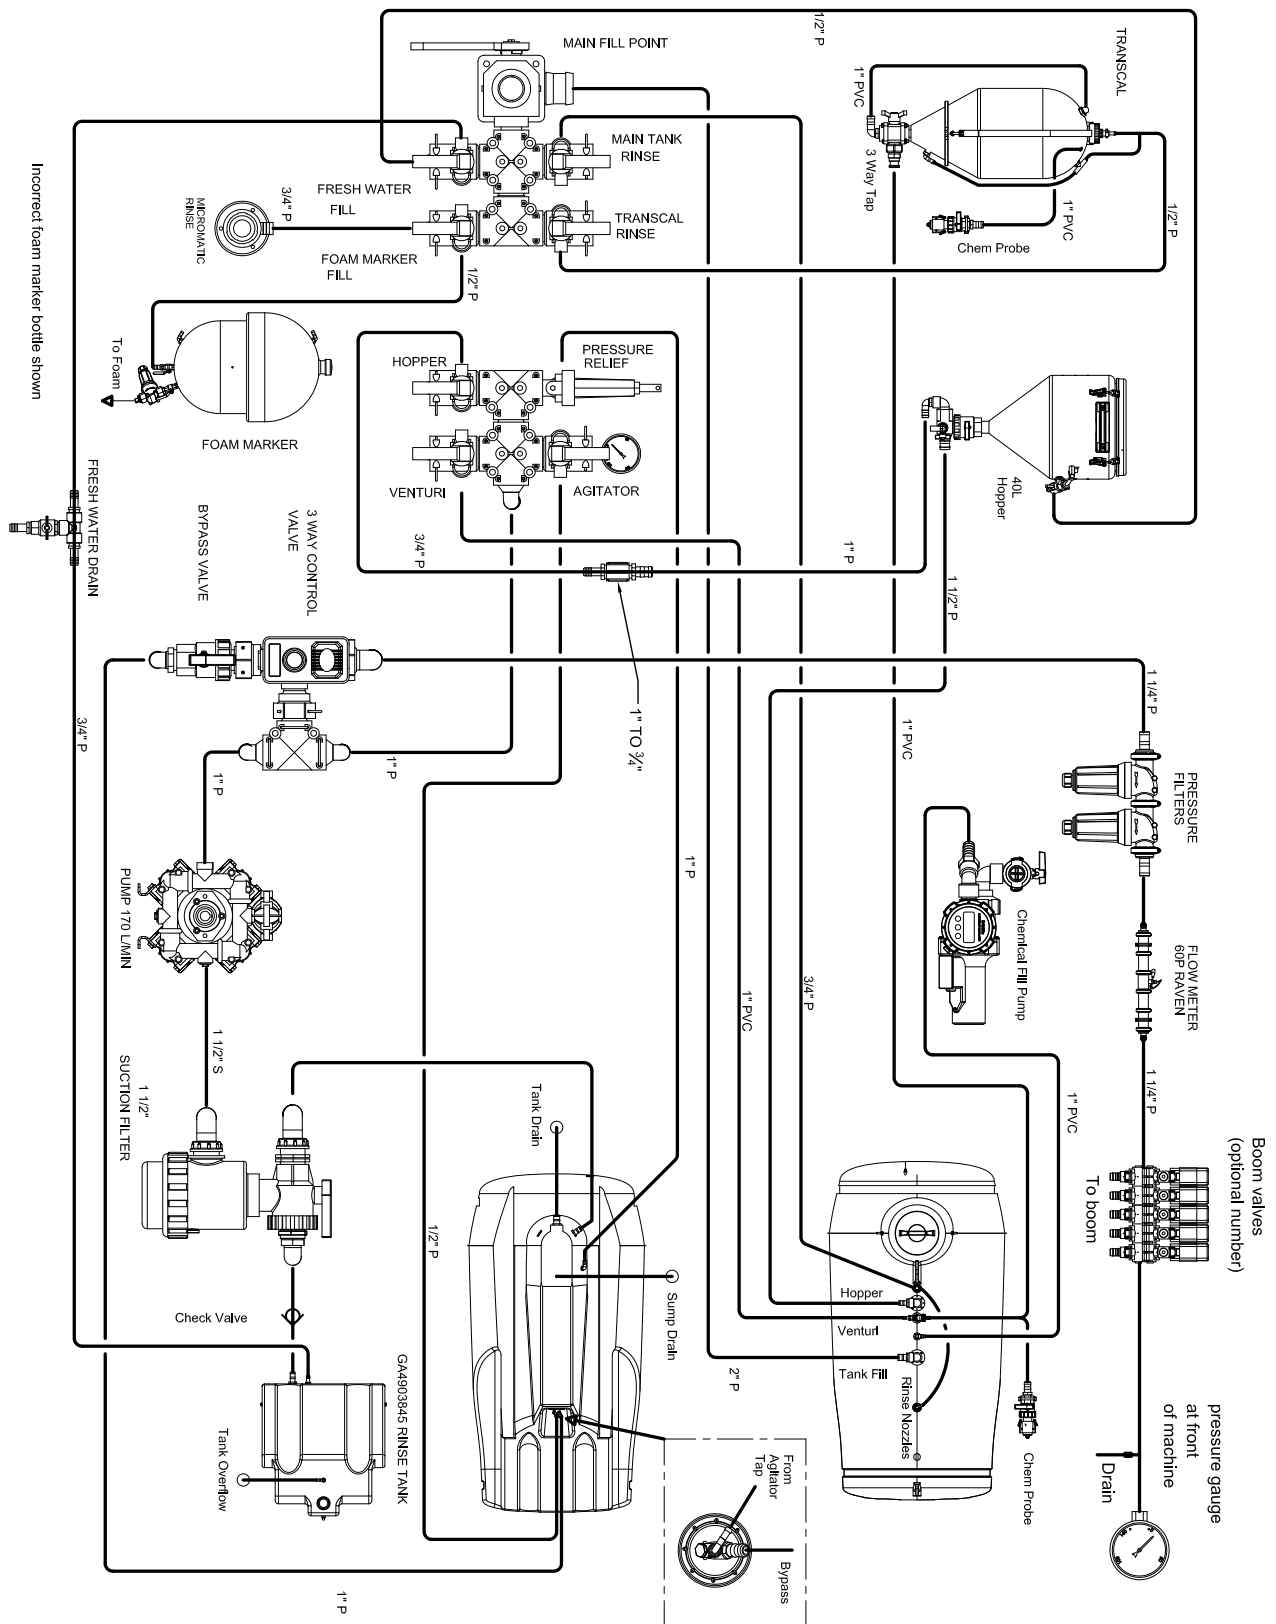 1/2" P
MAIN FILL POINT
TRANSCAL
1" PVC
3 Way Tap
MAIN TANK
RINSE
FRESH WATER
FILL
3/4" P
MICROMATIC
RINSE
TRANSCAL
RINSE
FOAM MARKER
FILL
1" PVC
1/2" P
Chem Probe
1/2" P
Incorrect foam marker bottle shown
To Foam
FOAM MARKER
HOPPER
PRESSURE
RELIEF
VENTURI
AGITATOR
40L
Hopper
FRESH WATER DRAIN
BYPASS VALVE
3 WAY CONTROL
VALVE
3/4" P
1" P
1 1/2" P
1" TO 3/4"
3/4" P
1" P
1" P
1" PVC
1 1/4" P
PRESSURE
FILTERS
PUMP 170 L/MIN
1" P
Chemical Fill Pump
FLOW METER
60P RAVEN
3/4" P
1" PVC
1 1/2" S
1 1/2"
SUCTION FILTER
Tank Drain
1" PVC
1 1/4" P
Boom valves
(optional number)
To boom
1/2" P
Sump Drain
Hopper
Venturi
Tank Fill
Rinse Nozzles
Check Valve
GA4903845 RINSE TANK
2" P
Tank Overflow
From
Agitator
Tap
Bypass
Chem Probe
pressure gauge
at front
of machine
Drain
1" P